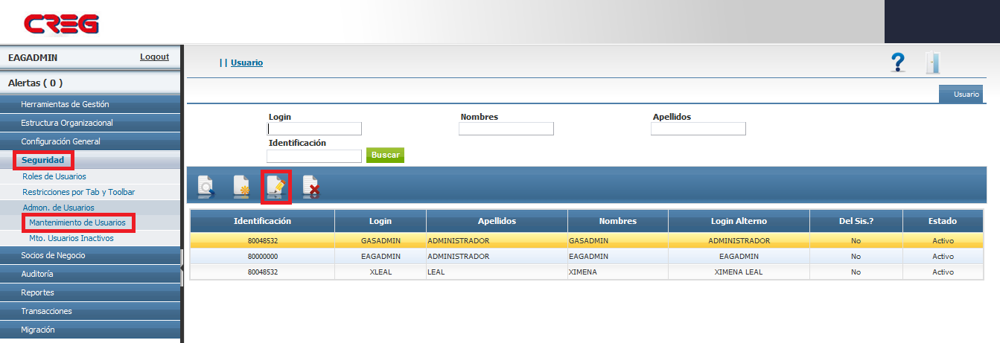 CREG
EAGADMIN Logout
Alertas ( 0 )
Herramientas de Gestión
Estructura Organizacional
Configuración General
Seguridad
Roles de Usuarios
Restricciones por Tab y Toolbar
Admon. de Usuarios
Mantenimiento de Usuarios
Mto. Usuarios Inactivos
Socios de Negocio
Auditoría
Reportes
Transacciones
Migración
|| Usuario
?
Usuario
Login Nombres Apellidos
Identificación Buscar
Identificación Login Apellidos Nombres Login Alterno Del Sis.? Estado
80048532 GASADMIN ADMINISTRADOR GASADMIN ADMINISTRADOR No Activo
80000000 EAGADMIN ADMINISTRADOR EAGADMIN EAGADMIN No Activo
80048532 XLEAL LEAL XIMENA XIMENA LEAL No Activo